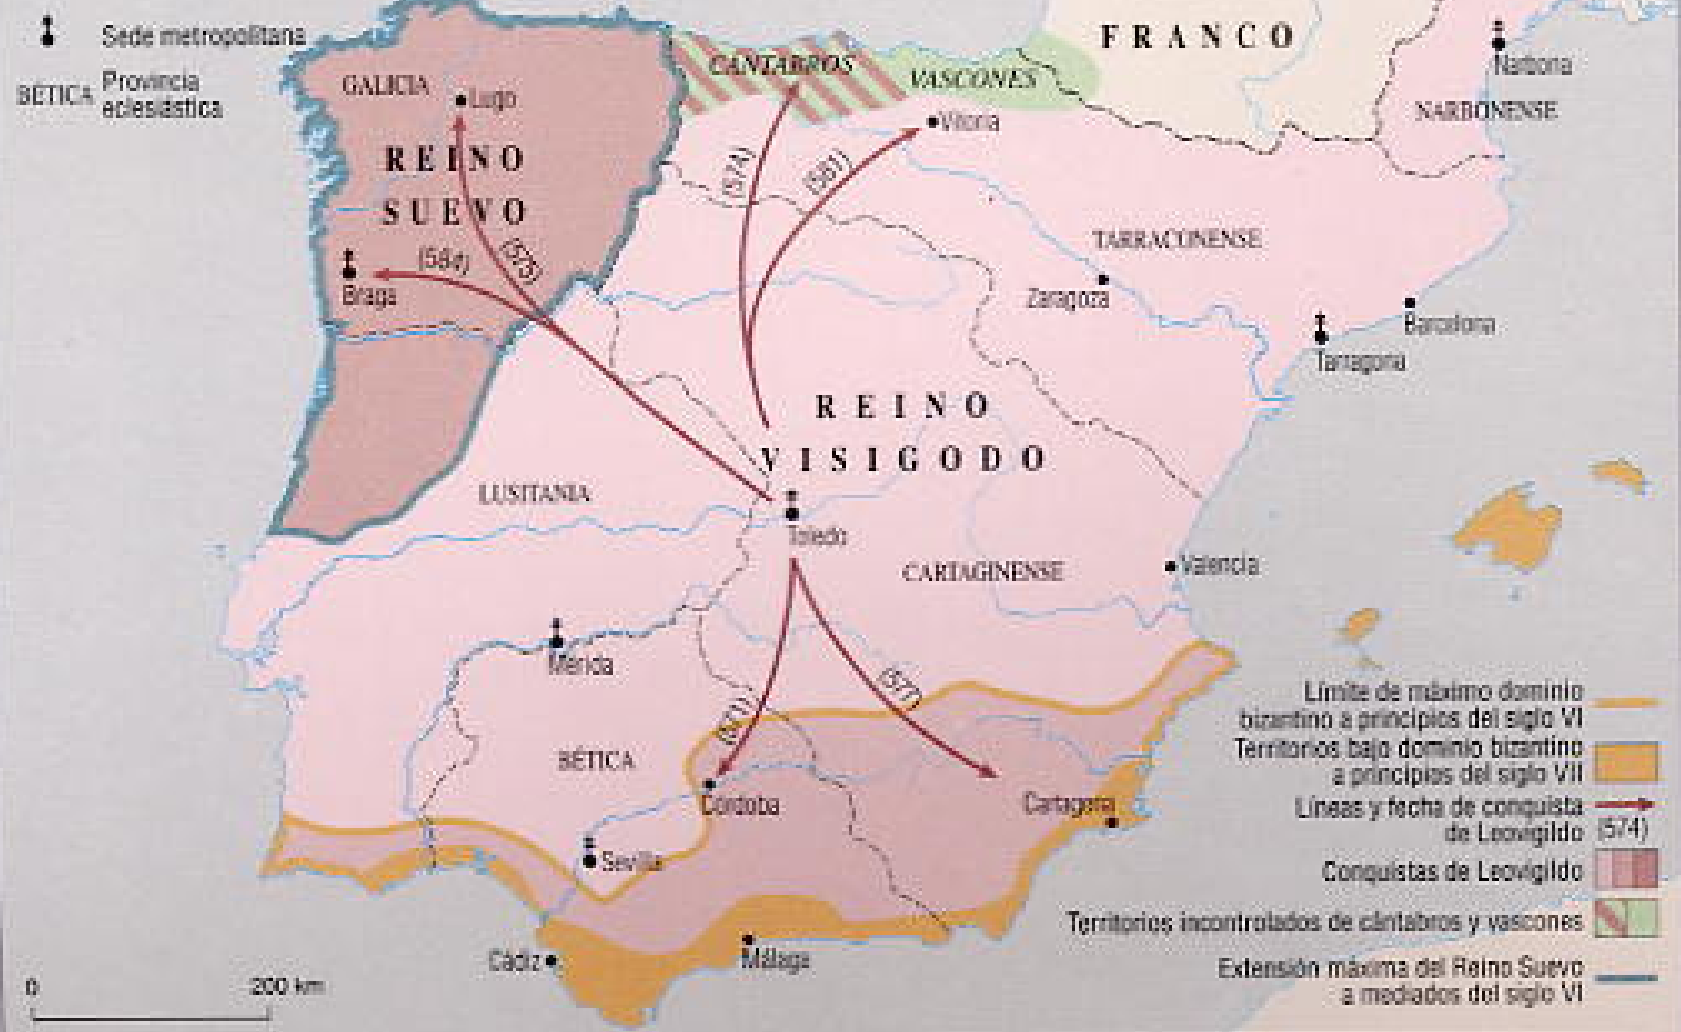 Sede metropolitana
BÉTICA Provincia
eclesiástica
FRANCO
Narbona
NARBONENSE
CÁNTABROS
VASCONES
GALICIA
Lugo
Vitoria
REINO
SUEVO
(574)
(581)
(584)
(575)
Braga
TARRACONENSE
Zaragoza
Barcelona
Tarragona
REINO
VISIGODO
LUSITANIA
Toledo
CARTAGINENSE
Valencia
Mérida
(577)
BÉTICA
Córdoba
Cartagena
Sevilla
Cádiz
Málaga
0 200 km
Límite de máximo dominio
bizantino a principios del siglo VI
Territorios bajo dominio bizantino
a principios del siglo VII
Líneas y fecha de conquista
de Leovigildo (574)
Conquistas de Leovigildo
Territorios incontrolados de cántabros y vascones
Extensión máxima del Reino Suevo
a mediados del siglo VI